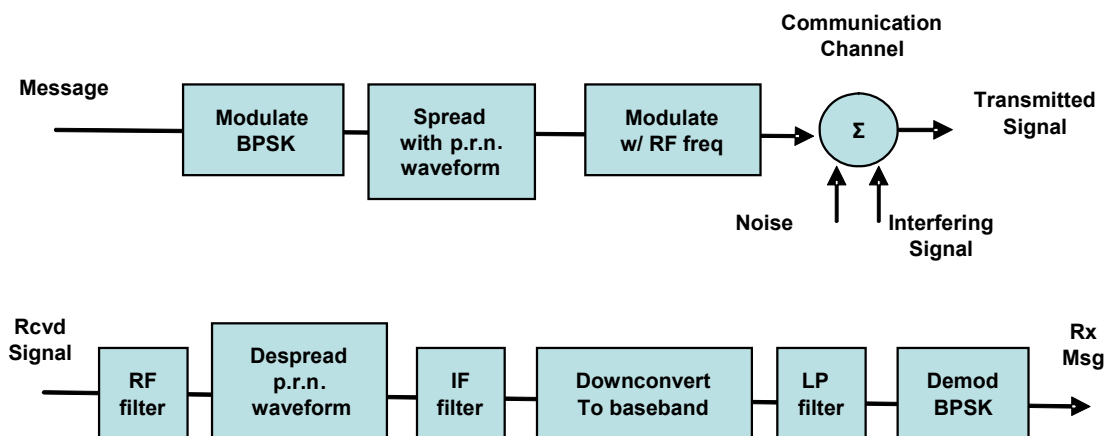 Communication
Channel
Message
Modulate
BPSK
Spread
with p.r.n.
waveform
Modulate
w/ RF freq
Σ
Transmitted
Signal
Noise
Interfering
Signal
Rcvd
Signal
RF
filter
Despread
p.r.n.
waveform
IF
filter
Downconvert
To baseband
LP
filter
Demod
BPSK
Rx
Msg